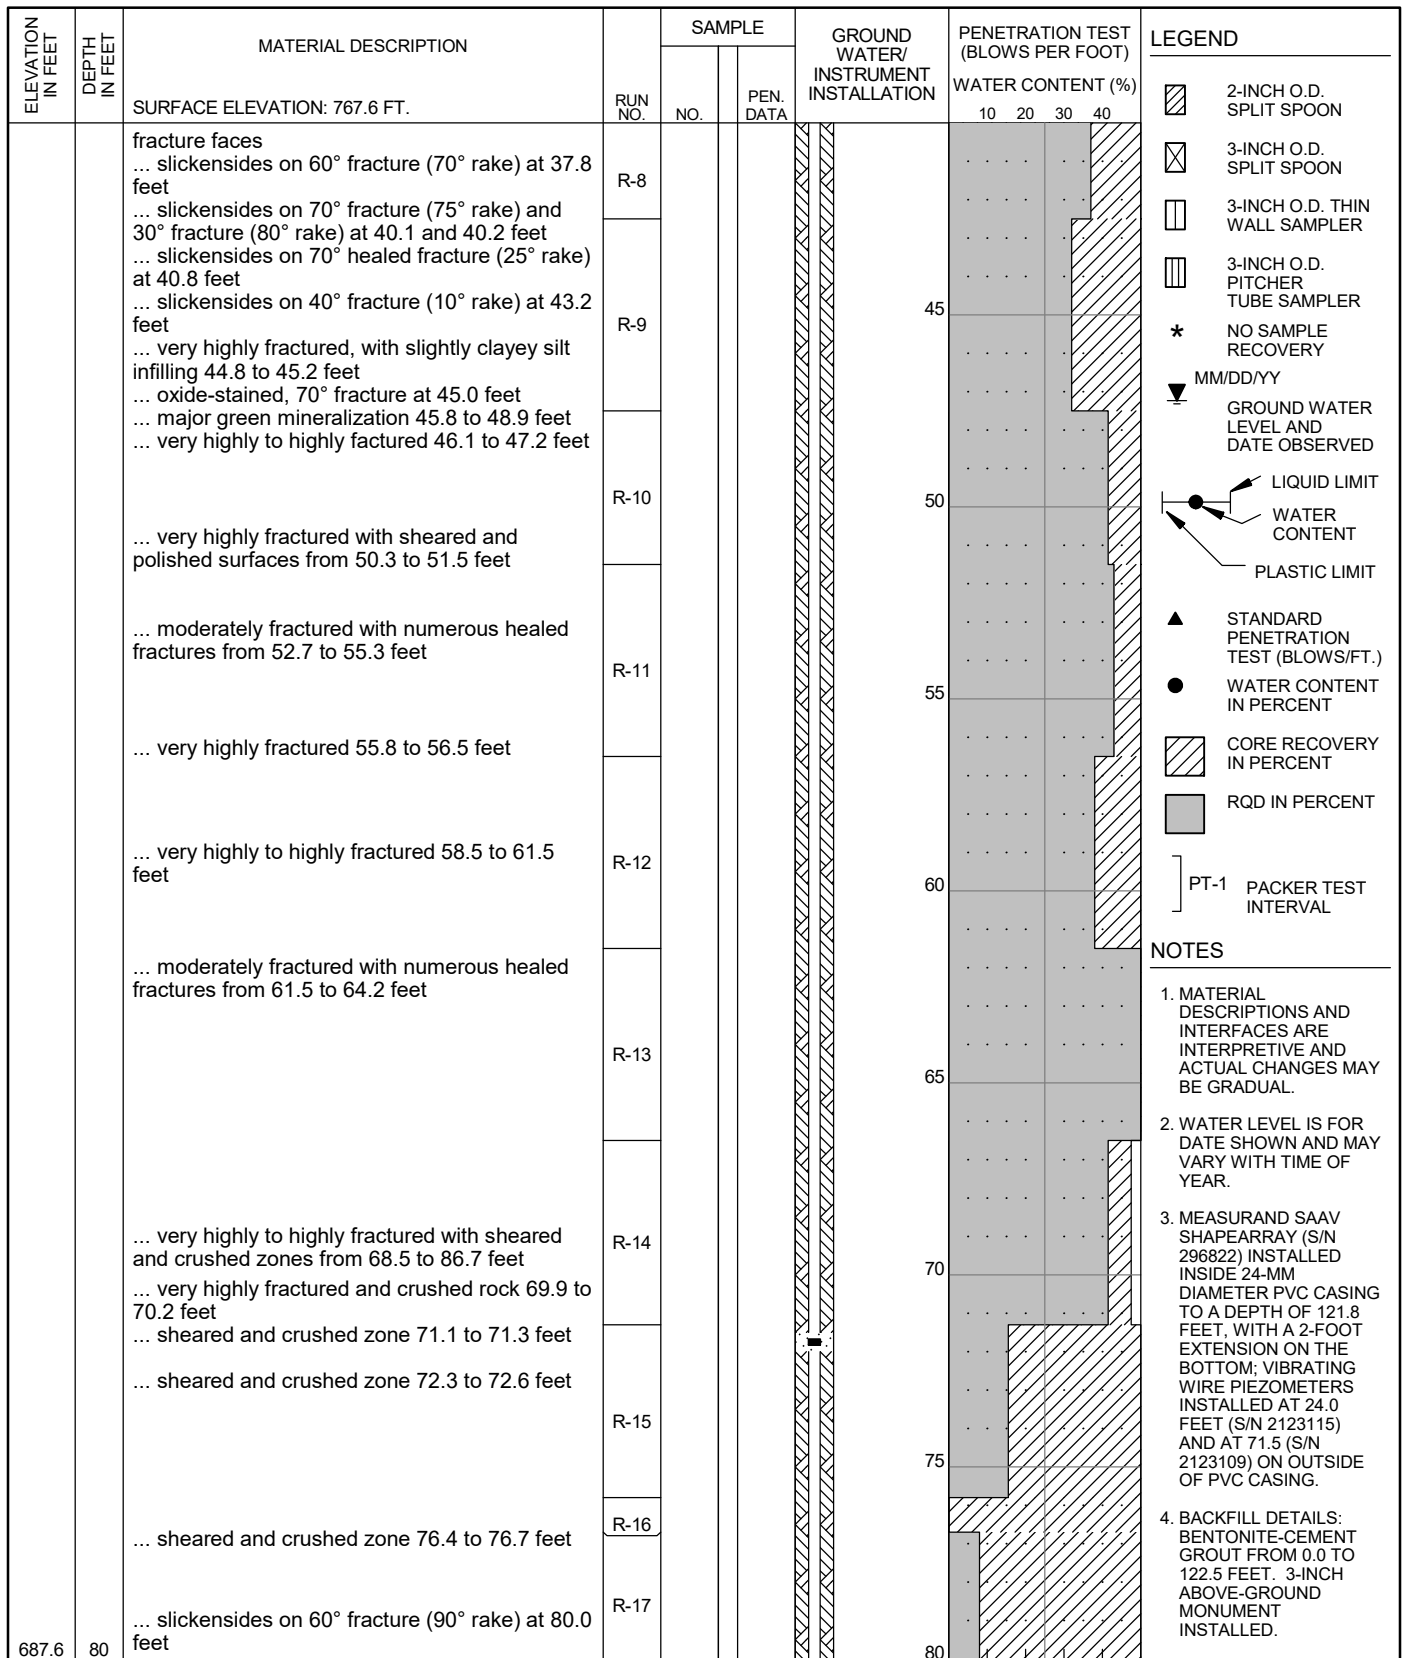 ELEVATION
IN FEET
DEPTH
IN FEET
MATERIAL DESCRIPTION
SURFACE ELEVATION: 767.6 FT.
RUN
NO.
SAMPLE
NO.
PEN.
DATA
GROUND
WATER/
INSTRUMENT
INSTALLATION
PENETRATION TEST
(BLOWS PER FOOT)
WATER CONTENT (%)
10 20 30 40
fracture faces
... slickensides on 60° fracture (70° rake) at 37.8
feet
... slickensides on 70° fracture (75° rake) and
30° fracture (80° rake) at 40.1 and 40.2 feet
... slickensides on 70° healed fracture (25° rake)
at 40.8 feet
... slickensides on 40° fracture (10° rake) at 43.2
feet
... very highly fractured, with slightly clayey silt
infilling 44.8 to 45.2 feet
... oxide-stained, 70° fracture at 45.0 feet
... major green mineralization 45.8 to 48.9 feet
... very highly to highly factured 46.1 to 47.2 feet
... very highly fractured with sheared and
polished surfaces from 50.3 to 51.5 feet
... moderately fractured with numerous healed
fractures from 52.7 to 55.3 feet
... very highly fractured 55.8 to 56.5 feet
... very highly to highly fractured 58.5 to 61.5
feet
... moderately fractured with numerous healed
fractures from 61.5 to 64.2 feet
... very highly to highly fractured with sheared
and crushed zones from 68.5 to 86.7 feet
... very highly fractured and crushed rock 69.9 to
70.2 feet
... sheared and crushed zone 71.1 to 71.3 feet
... sheared and crushed zone 72.3 to 72.6 feet
... sheared and crushed zone 76.4 to 76.7 feet
... slickensides on 60° fracture (90° rake) at 80.0
feet
687.6 80
R-8
R-9
R-10
R-11
R-12
R-13
R-14
R-15
R-16
R-17
45
50
55
60
65
70
75
80
LEGEND
2-INCH O.D.
SPLIT SPOON
3-INCH O.D.
SPLIT SPOON
3-INCH O.D. THIN
WALL SAMPLER
3-INCH O.D.
PITCHER
TUBE SAMPLER
* NO SAMPLE
RECOVERY
MM/DD/YY
GROUND WATER
LEVEL AND
DATE OBSERVED
LIQUID LIMIT
WATER
CONTENT
PLASTIC LIMIT
STANDARD
PENETRATION
TEST (BLOWS/FT.)
WATER CONTENT
IN PERCENT
CORE RECOVERY
IN PERCENT
RQD IN PERCENT
PT-1 PACKER TEST
INTERVAL
NOTES
1. MATERIAL
DESCRIPTIONS AND
INTERFACES ARE
INTERPRETIVE AND
ACTUAL CHANGES MAY
BE GRADUAL.
2. WATER LEVEL IS FOR
DATE SHOWN AND MAY
VARY WITH TIME OF
YEAR.
3. MEASURAND SAAV
SHAPEARRAY (S/N
296822) INSTALLED
INSIDE 24-MM
DIAMETER PVC CASING
TO A DEPTH OF 121.8
FEET, WITH A 2-FOOT
EXTENSION ON THE
BOTTOM; VIBRATING
WIRE PIEZOMETERS
INSTALLED AT 24.0
FEET (S/N 2123115)
AND AT 71.5 (S/N
2123109) ON OUTSIDE
OF PVC CASING.
4. BACKFILL DETAILS:
BENTONITE-CEMENT
GROUT FROM 0.0 TO
122.5 FEET. 3-INCH
ABOVE-GROUND
MONUMENT
INSTALLED.